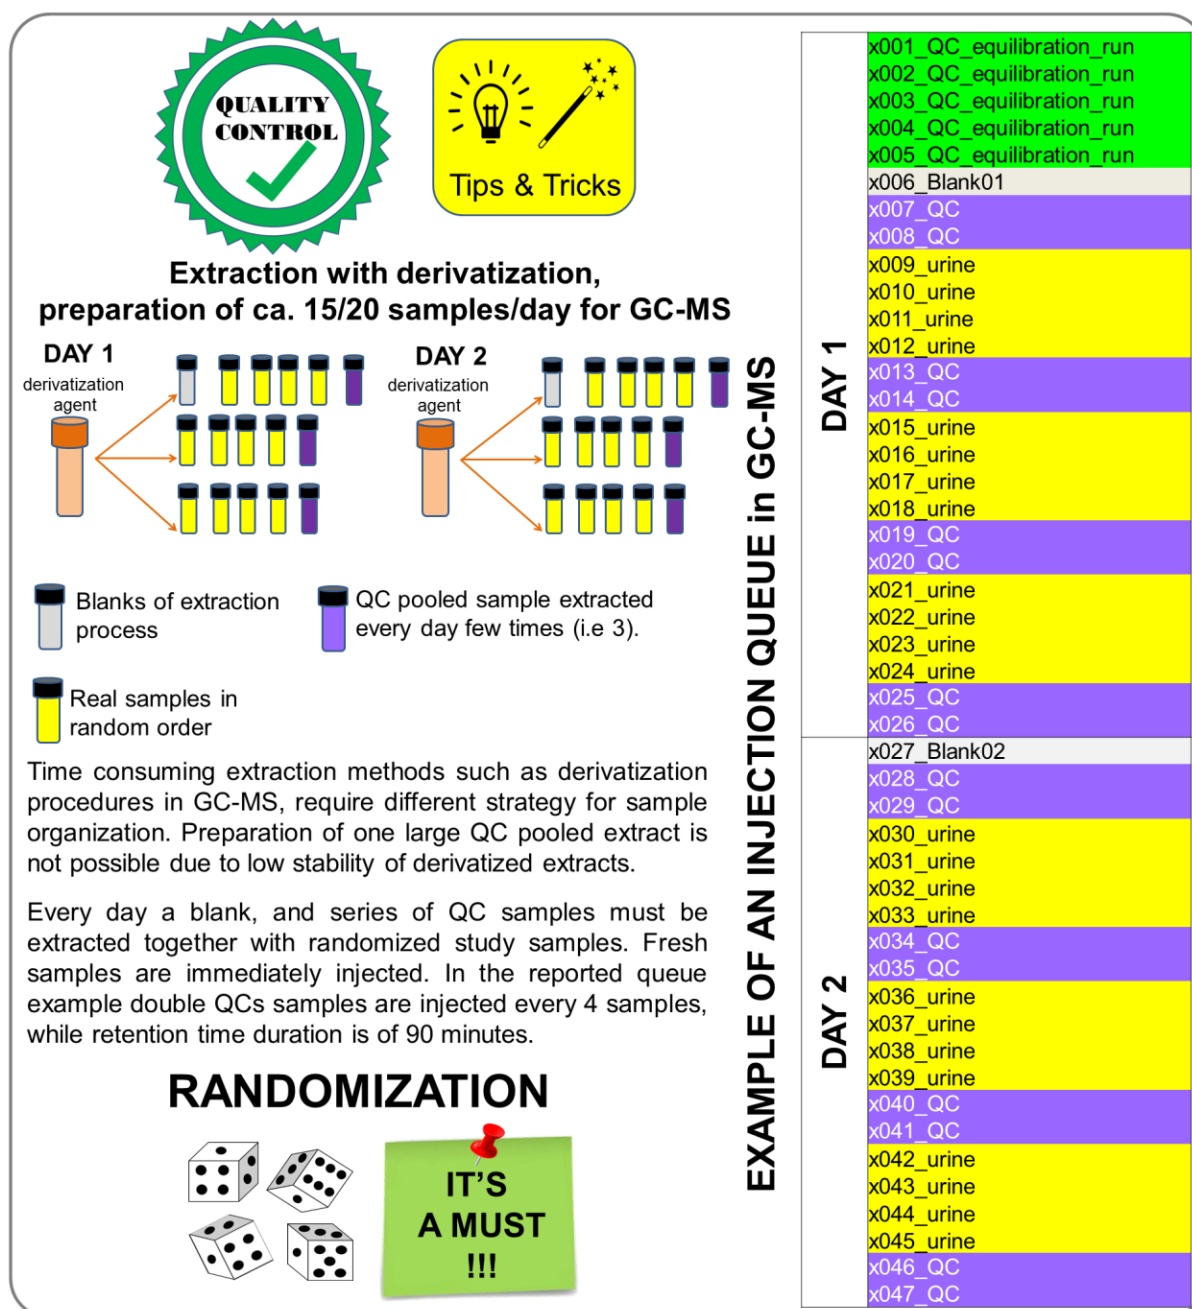 QUALITY
CONTROL
Tips & Tricks
Extraction with derivatization,
preparation of ca. 15/20 samples/day for GC-MS
DAY 1
derivatization
agent
DAY 2
derivatization
agent
Blanks of extraction
process
QC pooled sample extracted
every day few times (i.e 3).
Real samples in
random order
Time consuming extraction methods such as derivatization
procedures in GC-MS, require different strategy for sample
organization. Preparation of one large QC pooled extract is
not possible due to low stability of derivatized extracts.
Every day a blank, and series of QC samples must be
extracted together with randomized study samples. Fresh
samples are immediately injected. In the reported queue
example double QCs samples are injected every 4 samples,
while retention time duration is of 90 minutes.
RANDOMIZATION
IT'S
A MUST
!!!
EXAMPLE OF AN INJECTION QUEUE in GC-MS
DAY 1
x001_QC_equilibration_run
x002_QC_equilibration_run
x003_QC_equilibration_run
x004_QC_equilibration_run
x005_QC_equilibration_run
x006_Blank01
x007_QC
x008_QC
x009_urine
x010_urine
x011_urine
x012_urine
x013_QC
x014_QC
x015_urine
x016_urine
x017_urine
x018_urine
x019_QC
x020_QC
x021_urine
x022_urine
x023_urine
x024_urine
x025_QC
x026_QC
DAY 2
x027_Blank02
x028_QC
x029_QC
x030_urine
x031_urine
x032_urine
x033_urine
x034_QC
x035_QC
x036_urine
x037_urine
x038_urine
x039_urine
x040_QC
x041_QC
x042_urine
x043_urine
x044_urine
x045_urine
x046_QC
x047_QC